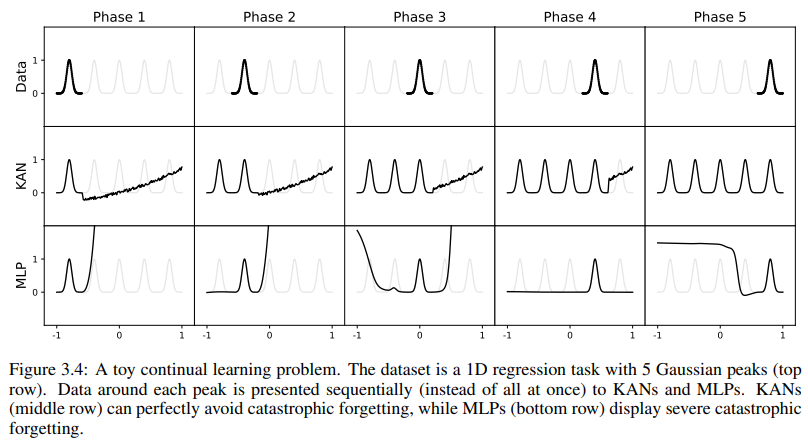 Phase 1 Phase 2 Phase 3 Phase 4 Phase 5
Data
1
0
KAN
1
0
MLP
1
0
-1 0 1 -1 0 1 -1 0 1 -1 0 1 -1 0 1
Figure 3.4: A toy continual learning problem. The dataset is a 1D regression task with 5 Gaussian peaks (top
row). Data around each peak is presented sequentially (instead of all at once) to KANs and MLPs. KANs
(middle row) can perfectly avoid catastrophic forgetting, while MLPs (bottom row) display severe catastrophic
forgetting.